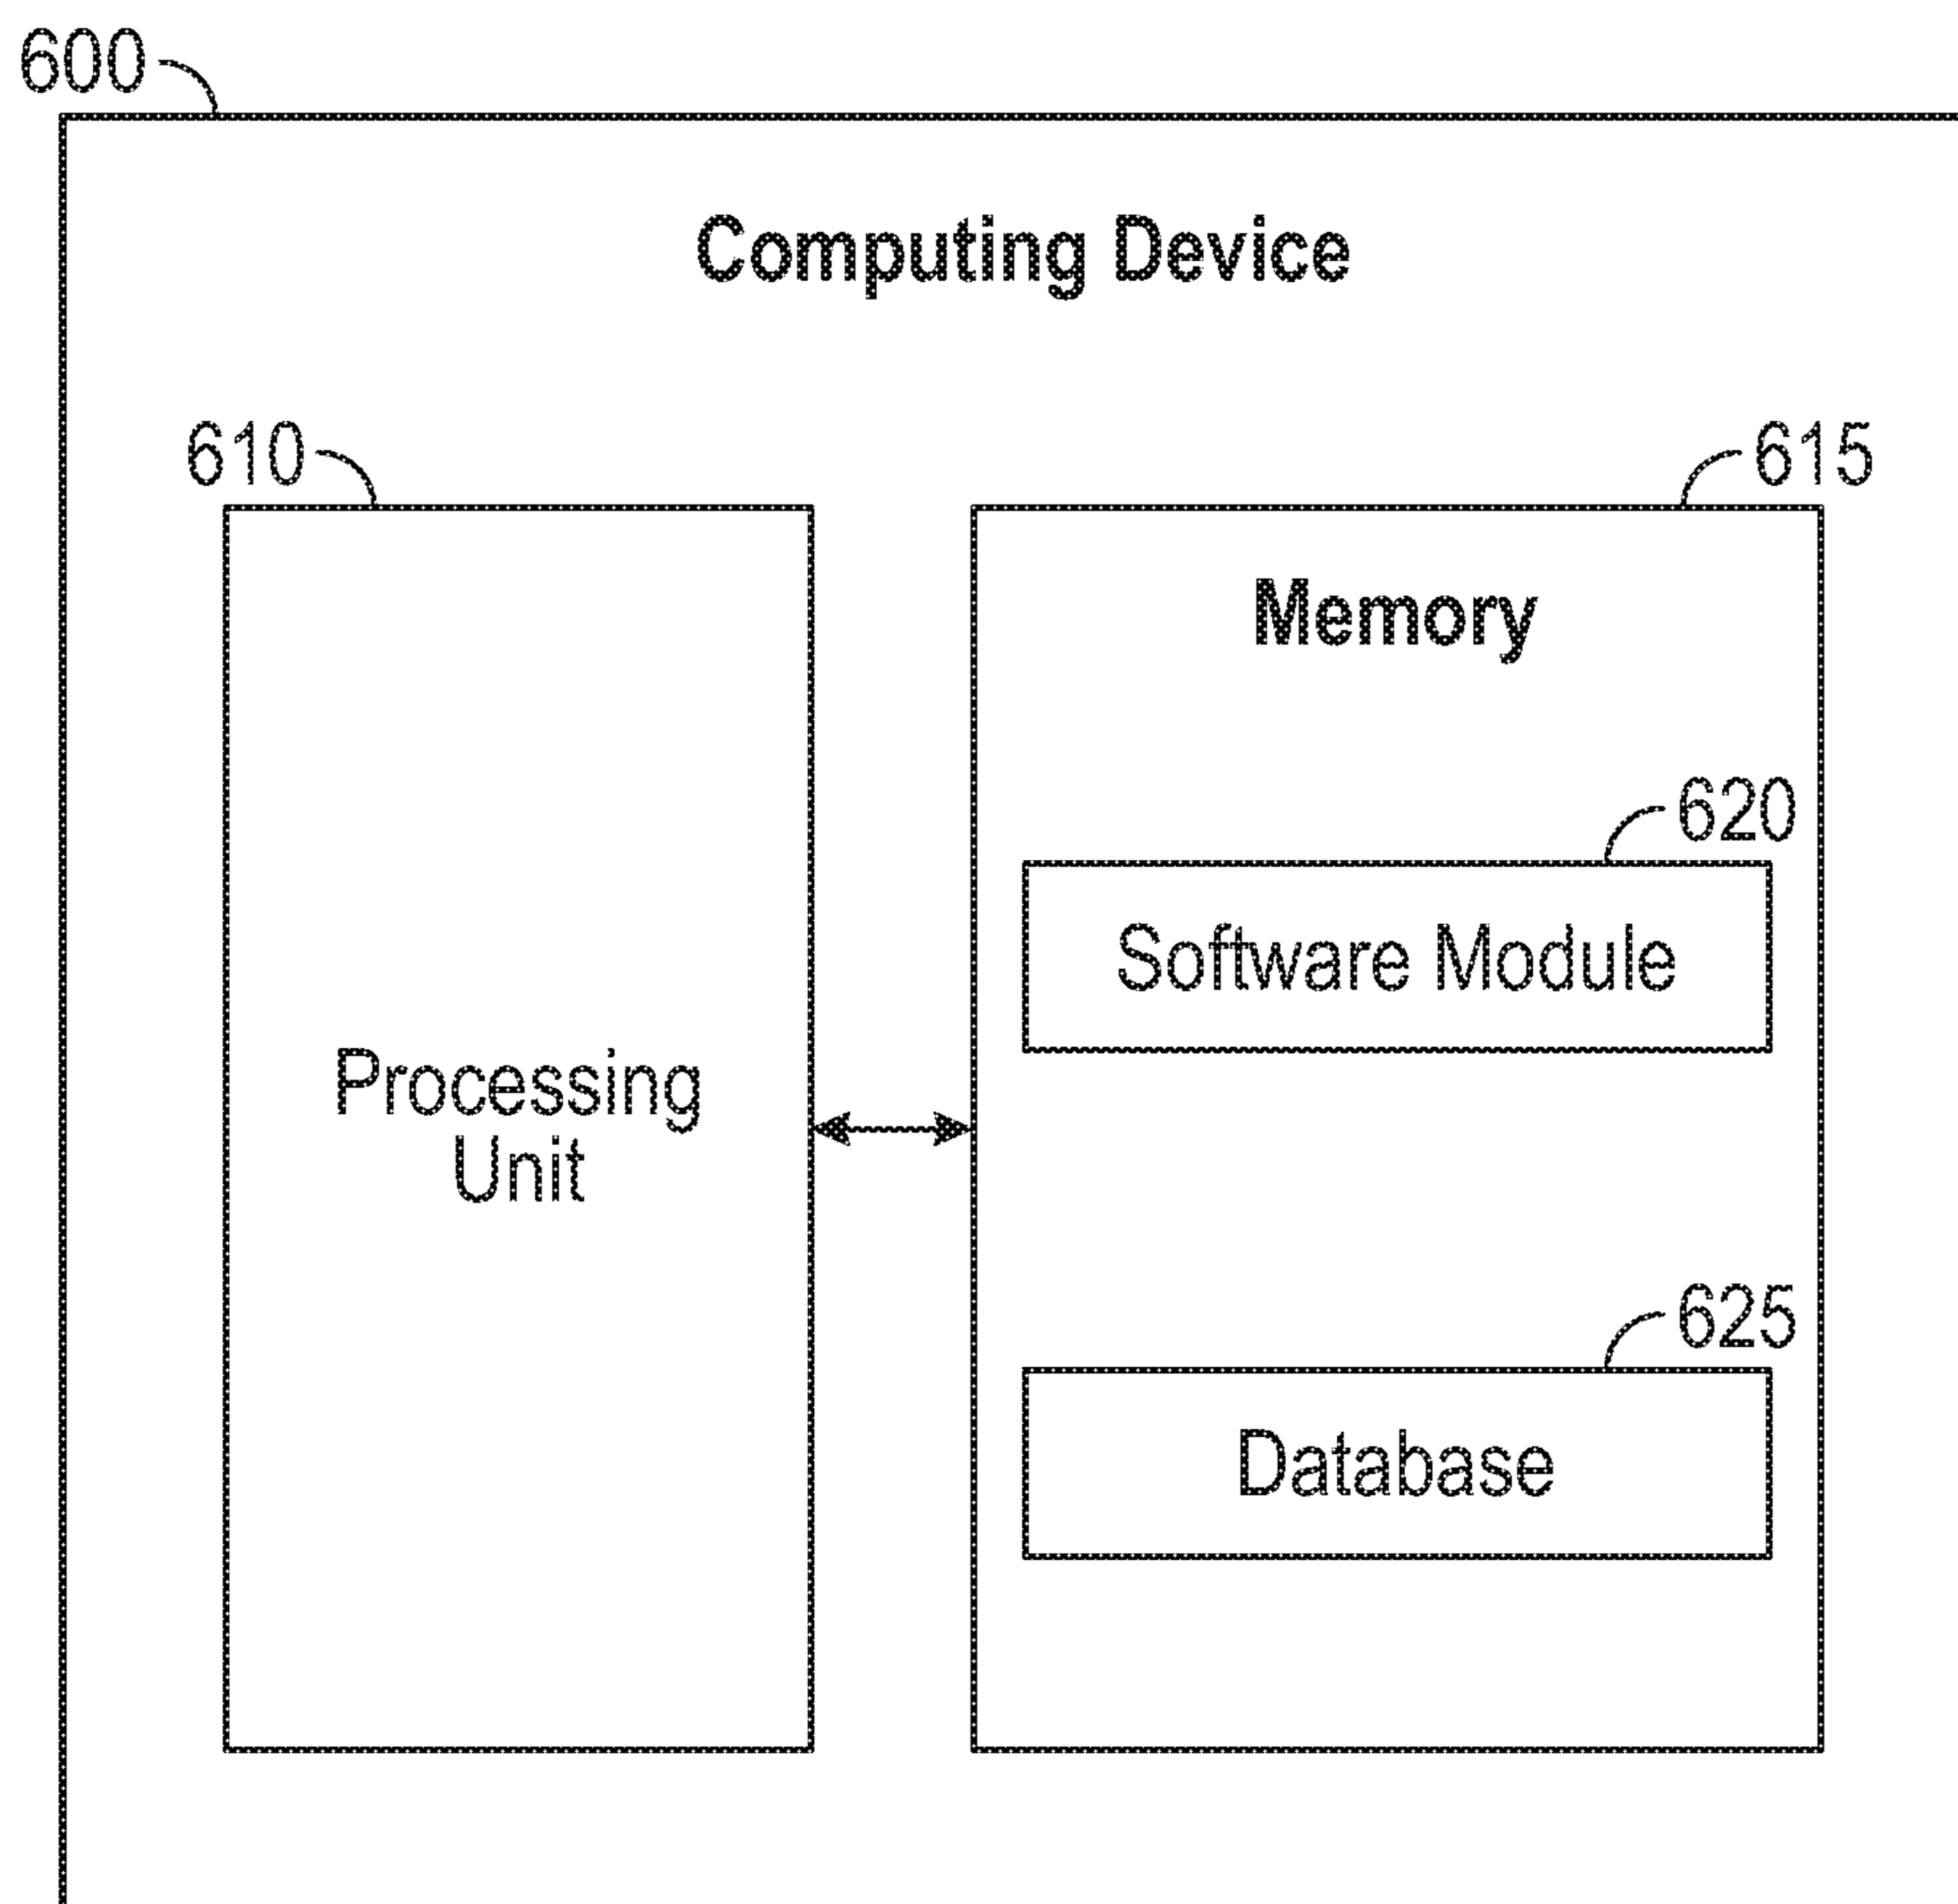 600
Computing Device
610
615
Memory
620
Software Module
Processing
Unit
625
Database